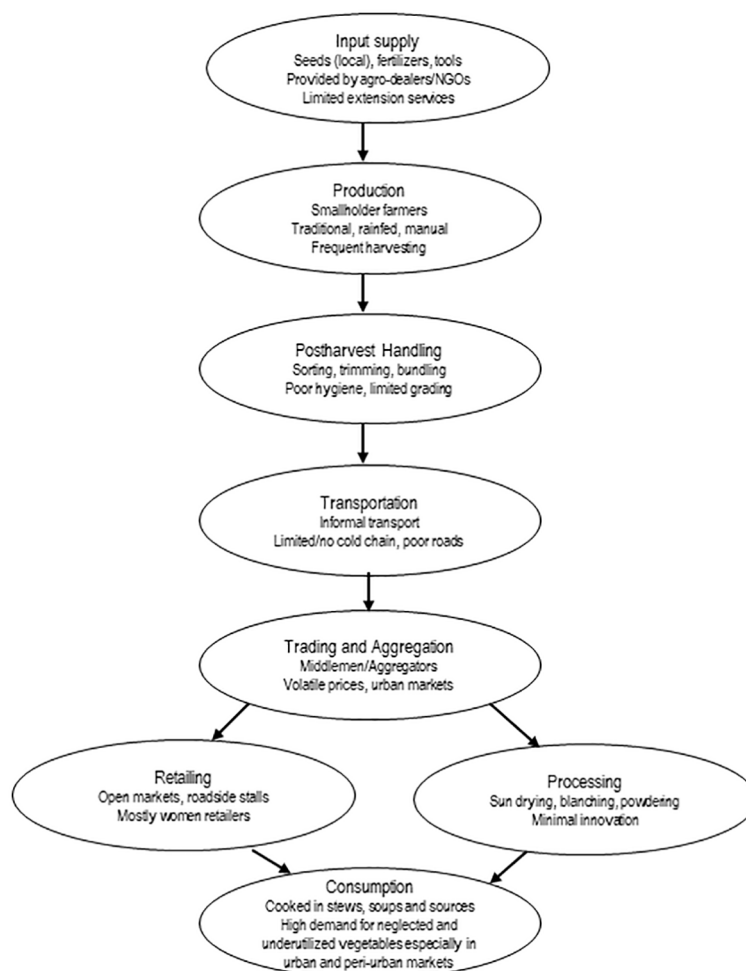 Input supply
Seeds (local), fertilizers, tools
Provided by agro-dealers/NGOs
Limited extension services
Production
Smallholder farmers
Traditional, rainfed, manual
Frequent harvesting
Postharvest Handling
Sorting, trimming, bundling
Poor hygiene, limited grading
Transportation
Informal transport
Limited/no cold chain, poor roads
Trading and Aggregation
Middlemen/Aggregators
Volatile prices, urban markets
Retailing
Open markets, roadside stalls
Mostly women retailers
Processing
Sun drying, blanching, powdering
Minimal innovation
Consumption
Cooked in stews, soups and sources
High demand for neglected and
underutilized vegetables especially in
urban and peri-urban markets